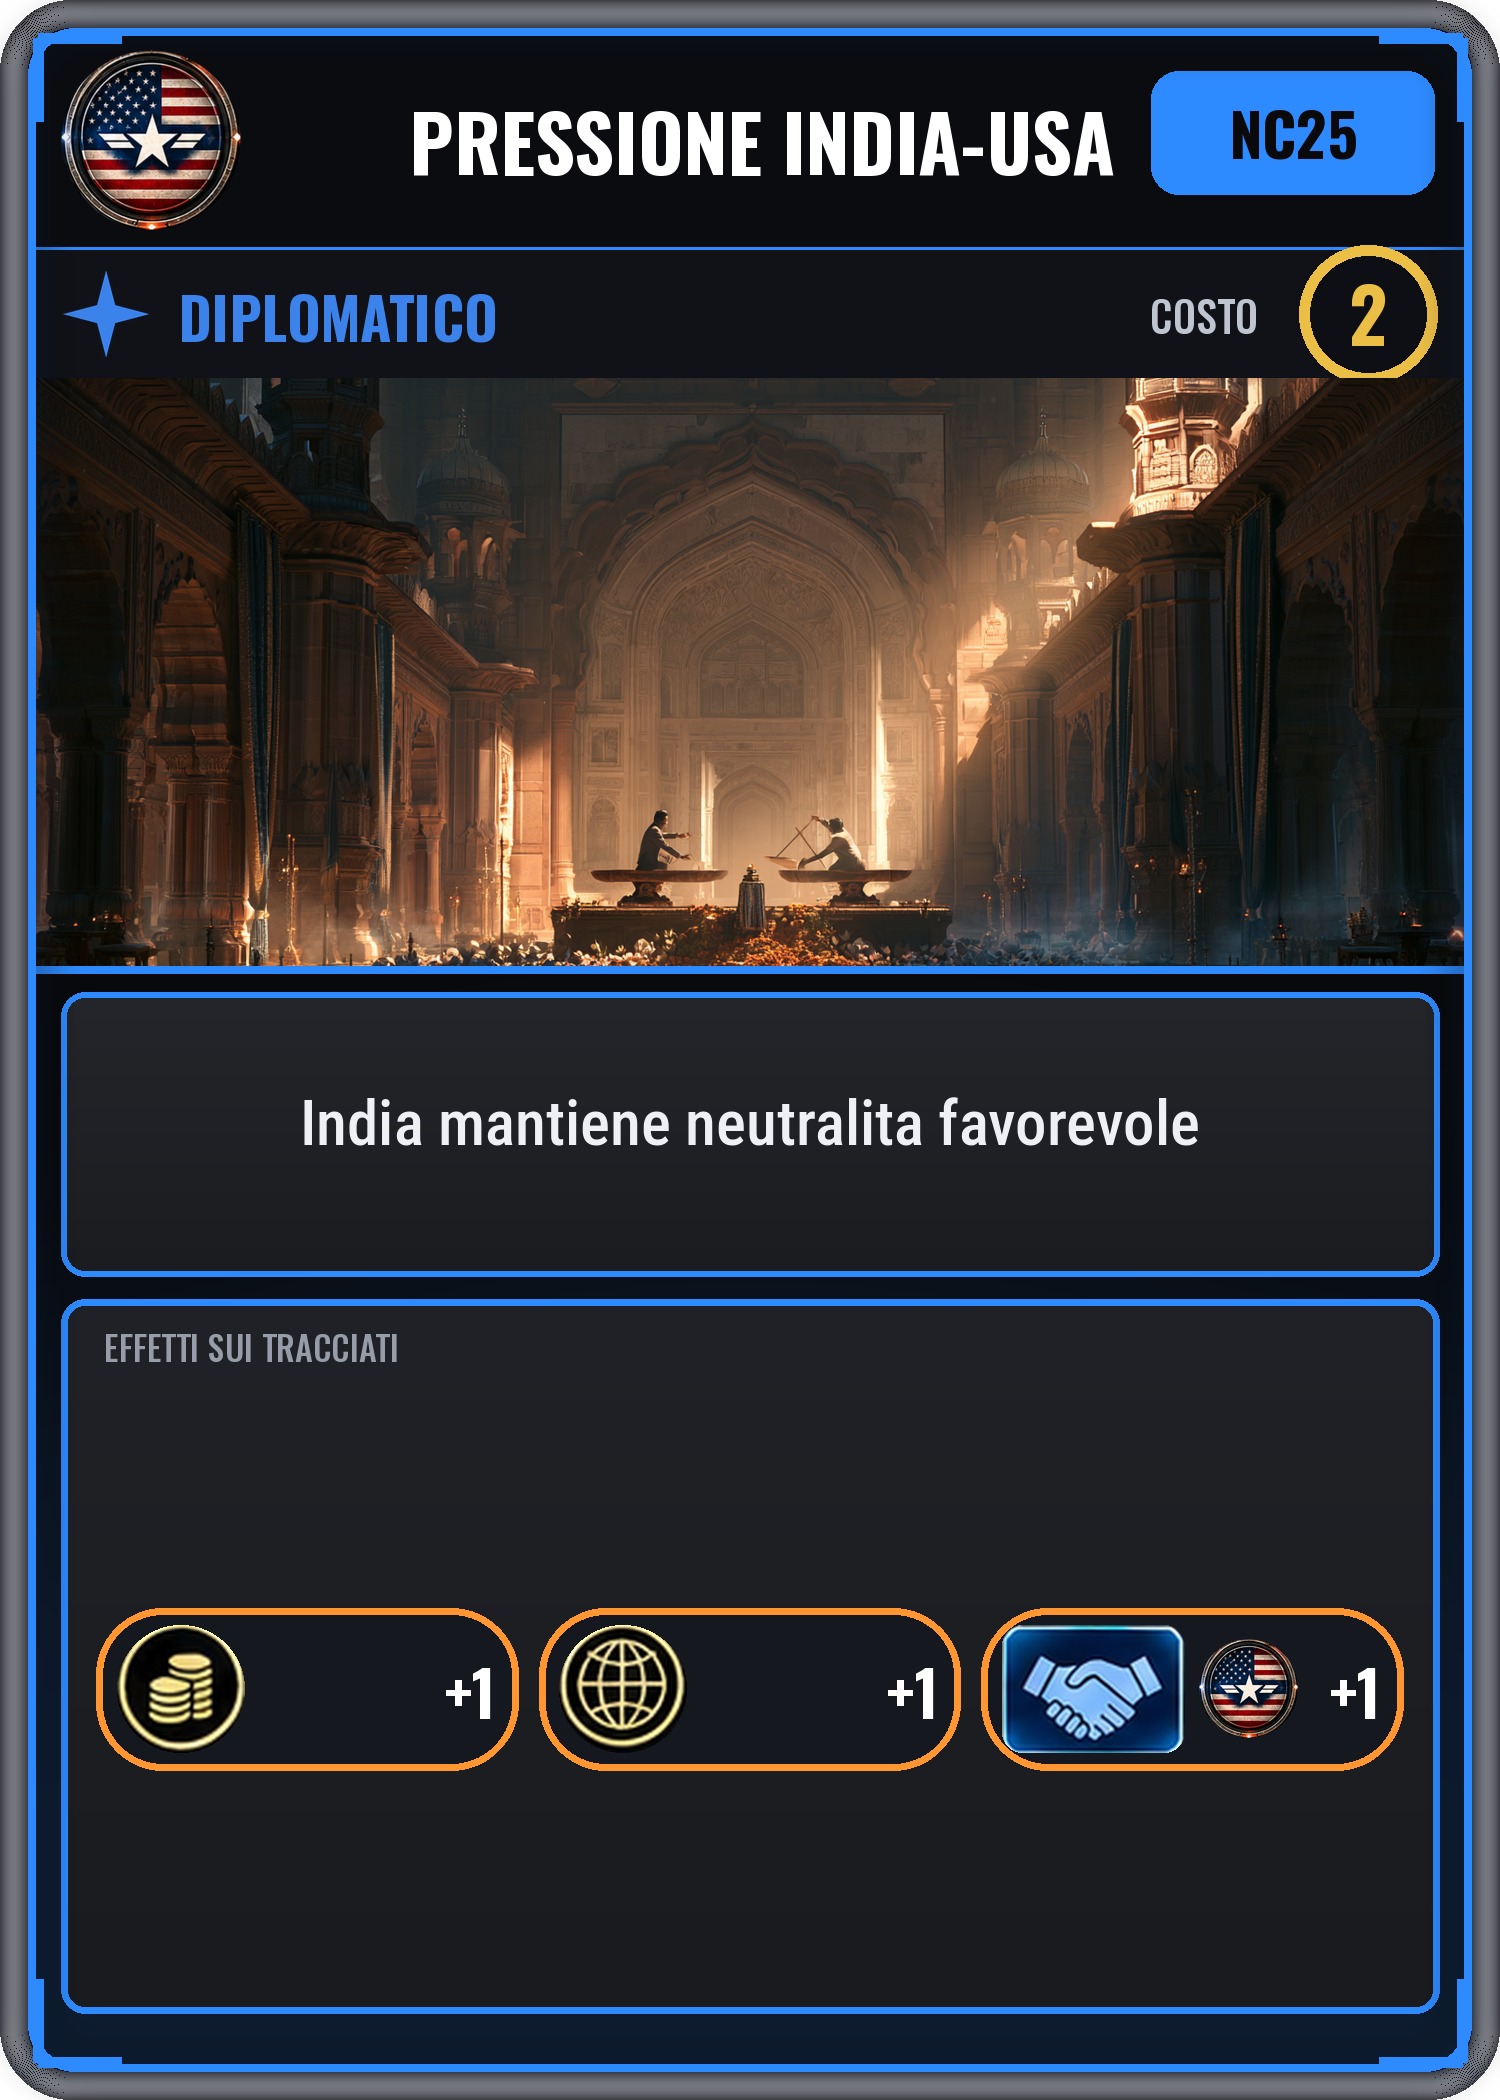 PRESSIONE INDIA-USA
NC25
DIPLOMATICO
COSTO
2
India mantiene neutralita favorevole
EFFETTI SUI TRACCIATI
+1
+1
+1